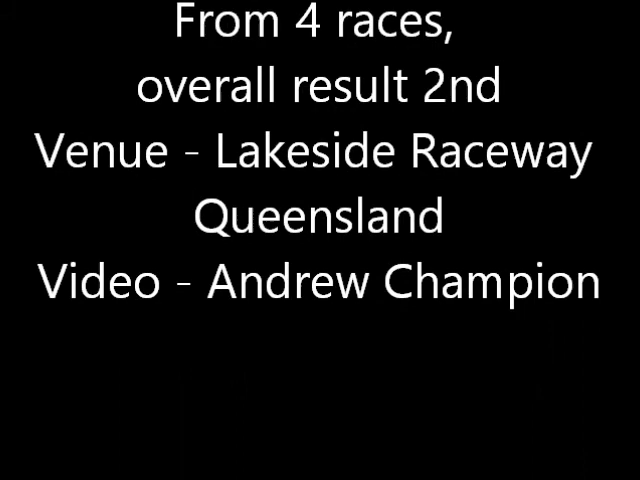 From 4 races,
overall result 2nd
Venue - Lakeside Raceway
Queensland
Video - Andrew Champion